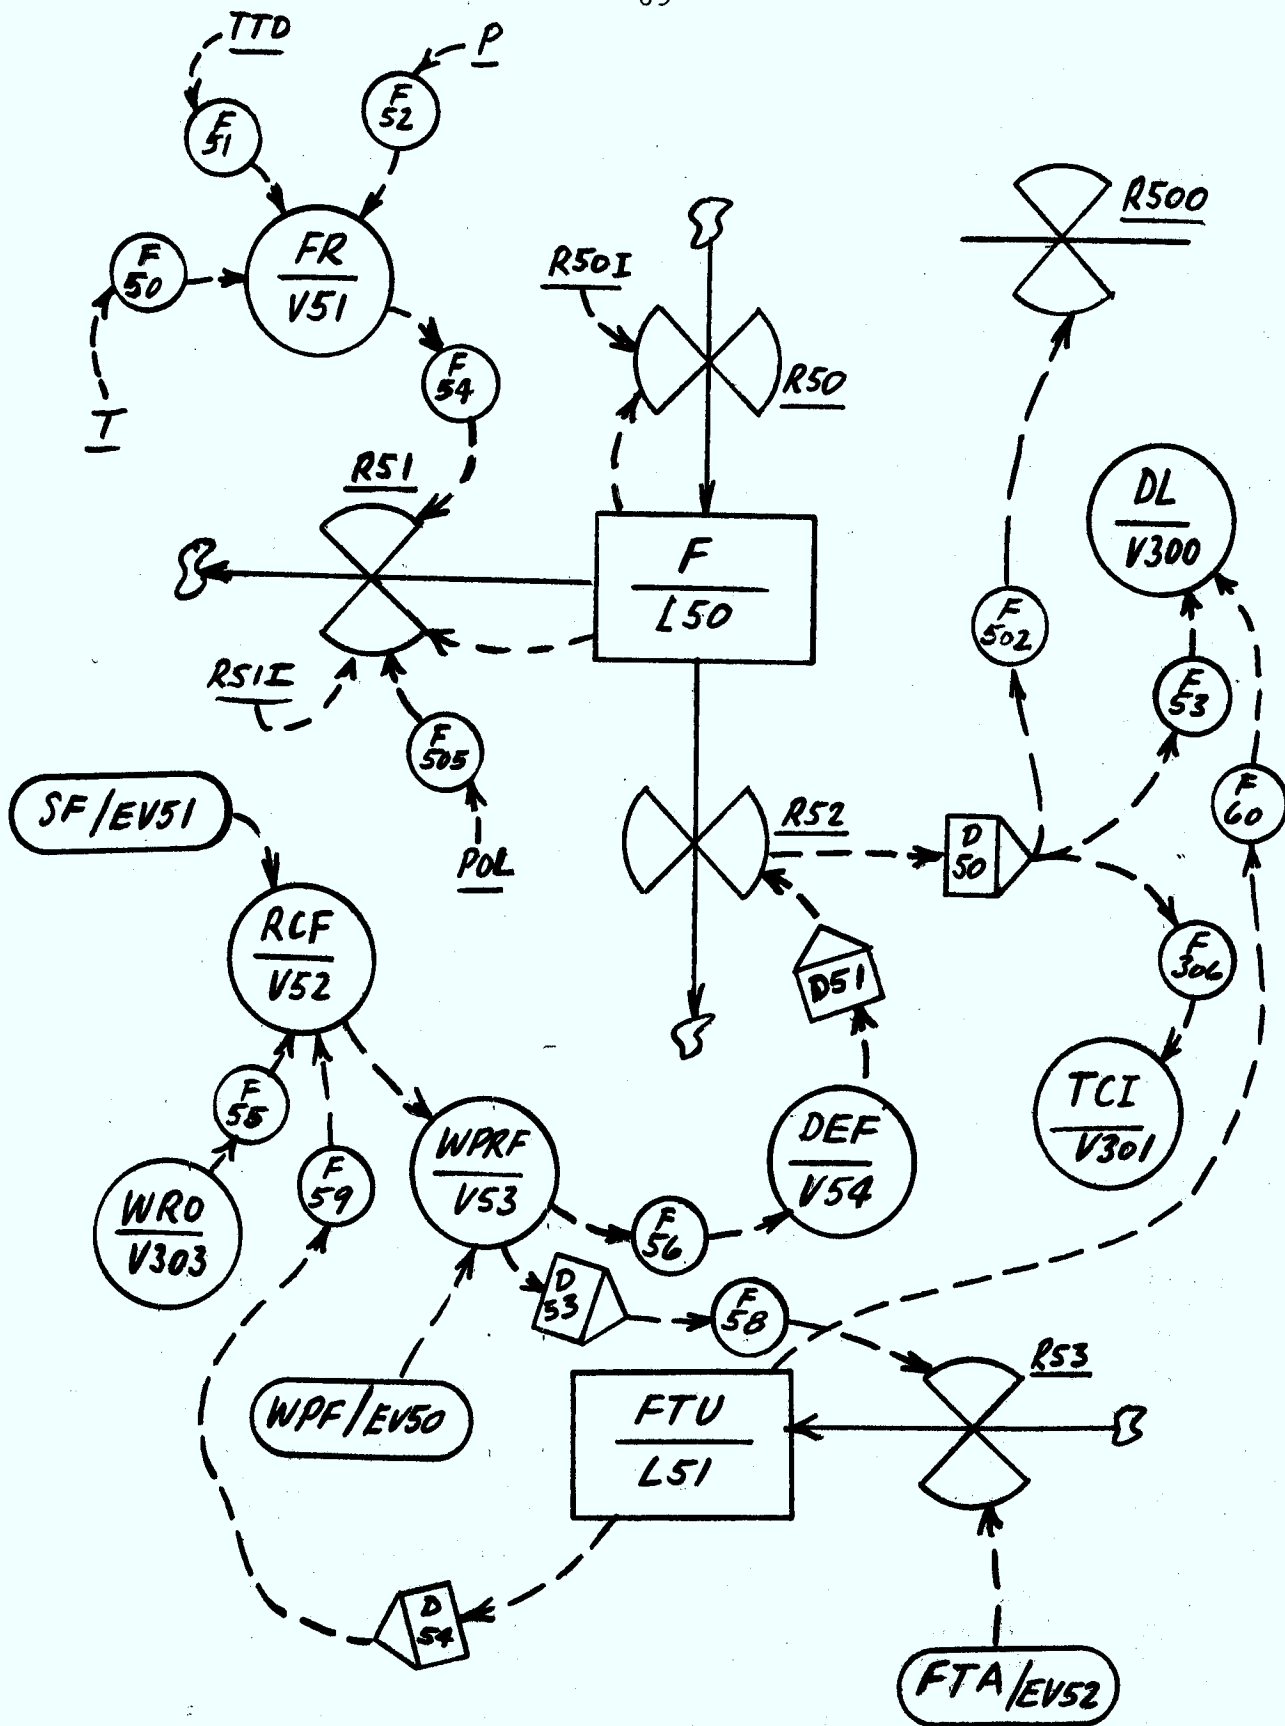 TTD
P
F
51
F
52
R500
FR
V51
F
50
R50I
R50
F
54
T
R51
DL
V300
F
L50
F
502
R51I
F
53
F
505
SF/EV51
R52
F
60
POL
D
50
RCF
V52
D51
F
306
F
55
WPRF
V53
DEF
V54
TCI
V301
WRO
V303
F
59
F
56
D
53
F
58
R53
WPF/EV50
FTU
L51
D
54
FTA/EV52